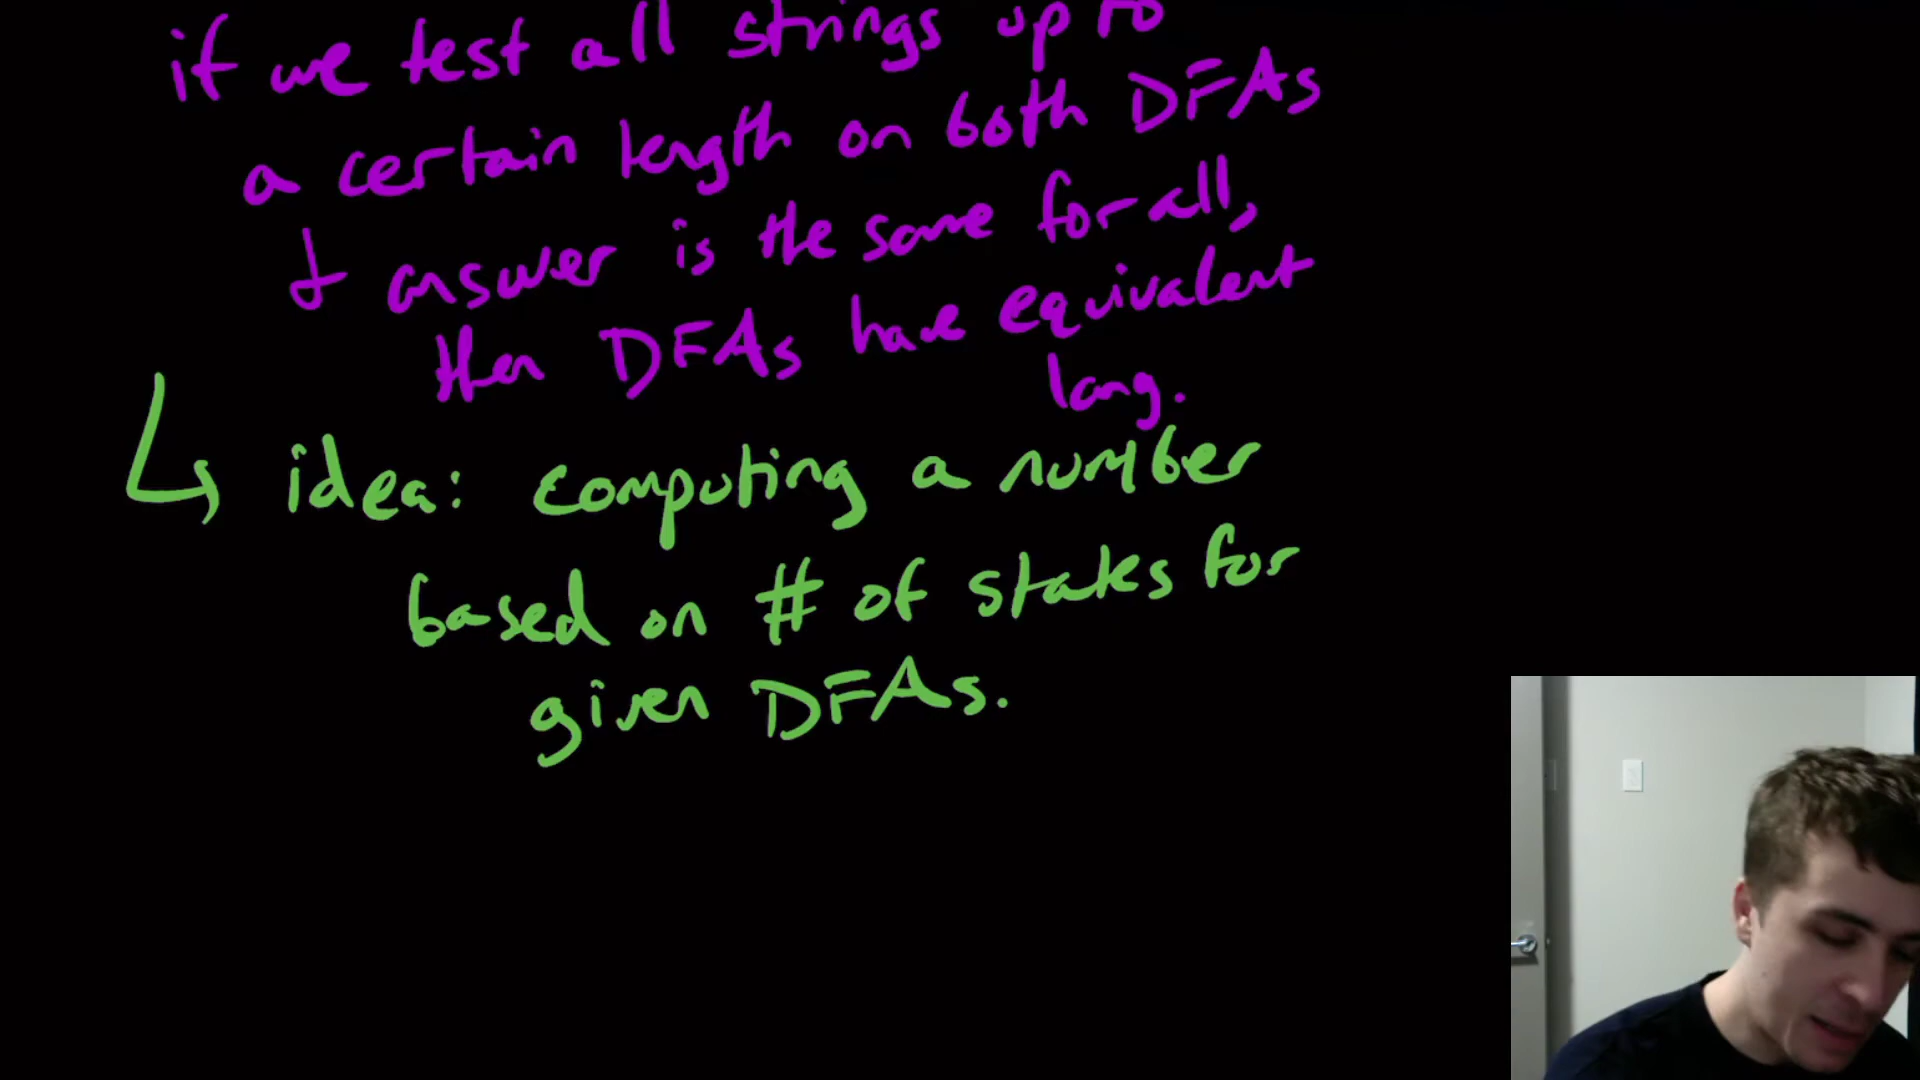 if we test all strings up to
a certain length on both DFAs
& answer is the same for all,
then DFAs have equivalent
lang.
idea: computing a number
based on # of states for
given DFAs.